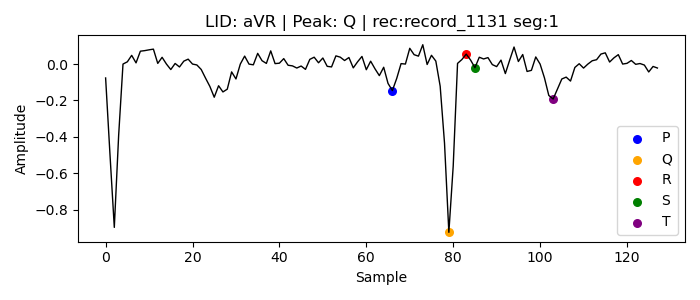 LID: aVR | Peak: Q | rec:record_1131 seg:1
Amplitude
0.0
−0.2
−0.4
−0.6
−0.8
0
20
40
60
80
100
120
Sample
P
Q
R
S
T